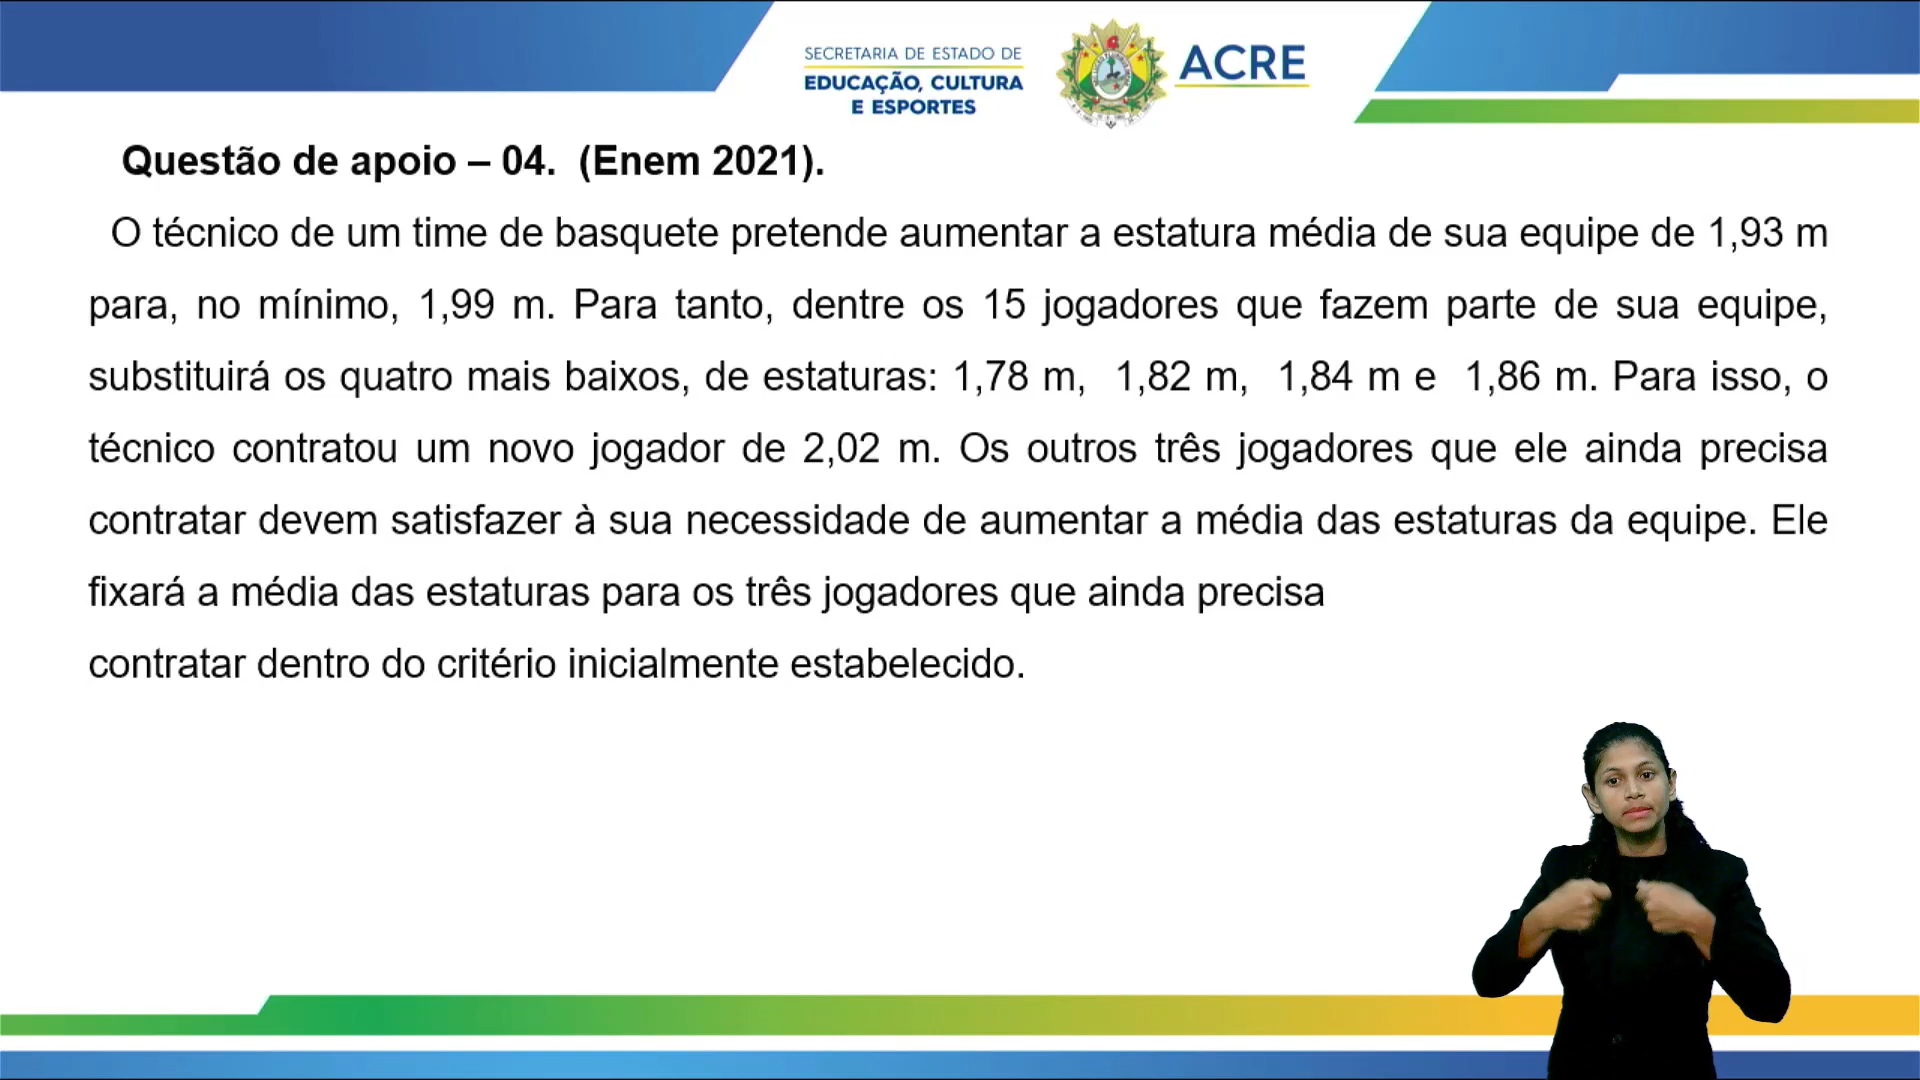 SECRETARIA DE ESTADO DE
EDUCAÇÃO, CULTURA
E ESPORTES
ACRE
Questão de apoio – 04. (Enem 2021).
O técnico de um time de basquete pretende aumentar a estatura média de sua equipe de 1,93 m
para, no mínimo, 1,99 m. Para tanto, dentre os 15 jogadores que fazem parte de sua equipe,
substituirá os quatro mais baixos, de estaturas: 1,78 m, 1,82 m, 1,84 m e 1,86 m. Para isso, o
técnico contratou um novo jogador de 2,02 m. Os outros três jogadores que ele ainda precisa
contratar devem satisfazer à sua necessidade de aumentar a média das estaturas da equipe. Ele
fixará a média das estaturas para os três jogadores que ainda precisa
contratar dentro do critério inicialmente estabelecido.